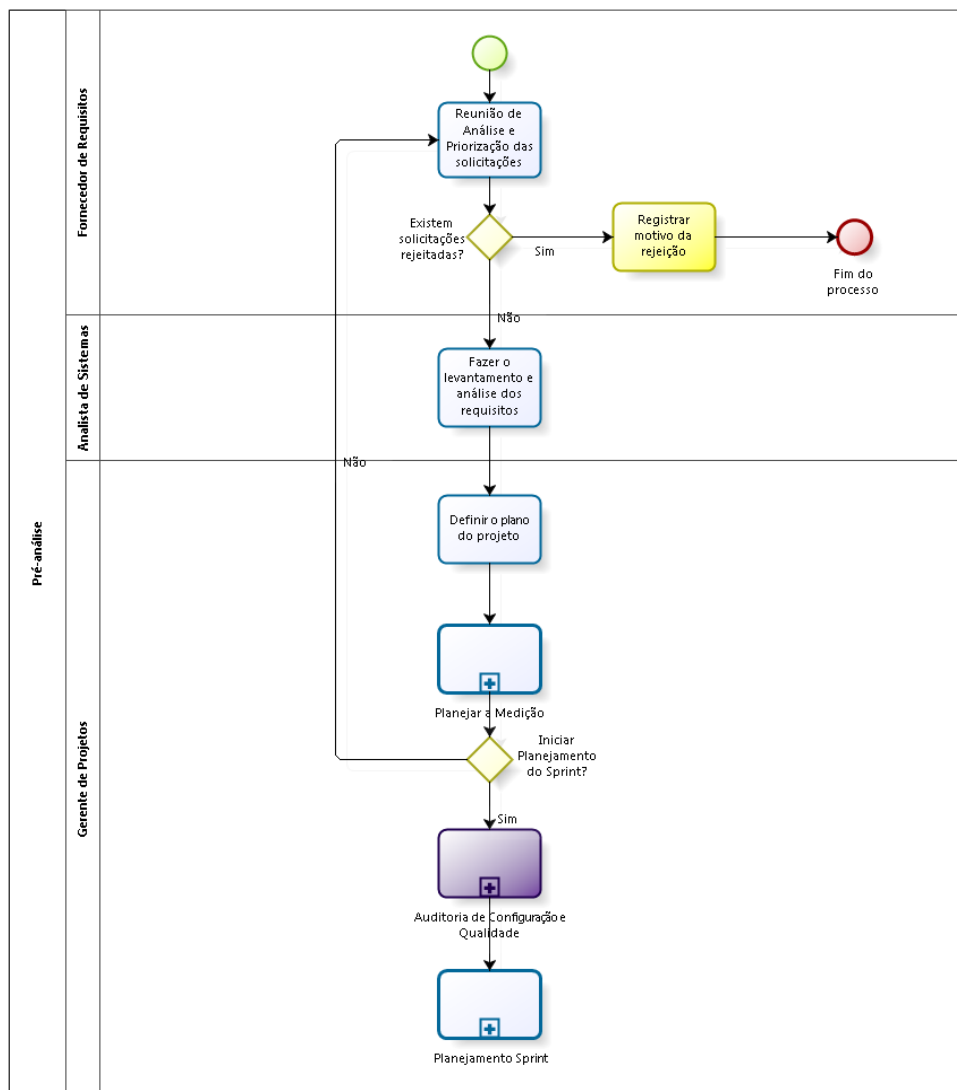 Pré-análise
Fornecedor de Requisitos
Reunião de
Análise e
Priorização das
solicitações
Existem
solicitações
rejeitadas?
Sim
Registrar
motivo da
rejeição
Fim do
processo
Não
Analista de Sistemas
Fazer o
levantamento e
análise dos
requisitos
Não
Gerente de Projetos
Definir o plano
do projeto
Planejar a Medição
Iniciar
Planejamento
do Sprint?
Sim
Auditoria de Configuração e
Qualidade
Planejamento Sprint